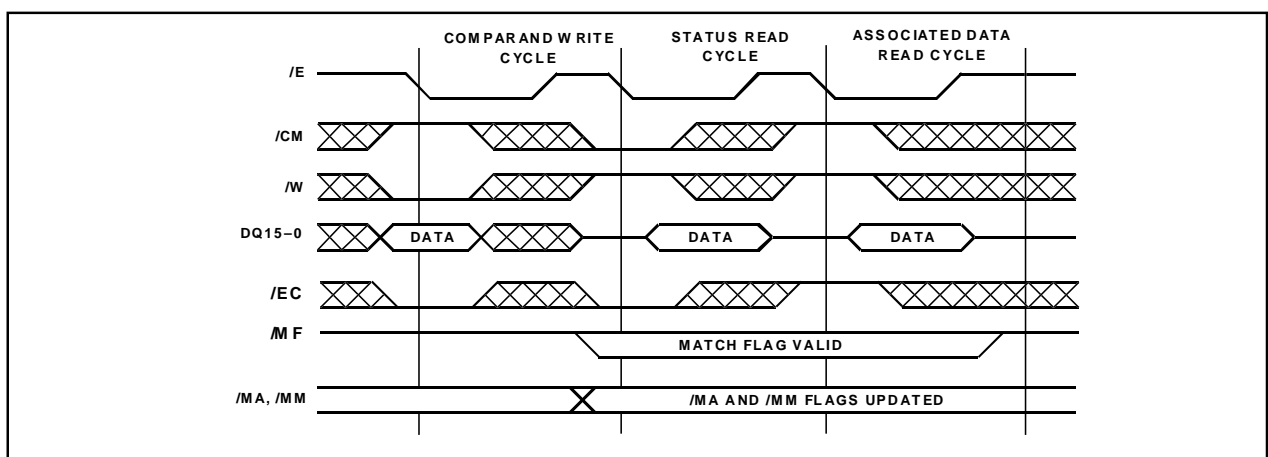 COMPARAND WRITE
CYCLE
STATUS READ
CYCLE
ASSOCIATED DATA
READ CYCLE
/E
/CM
/W
DQ15–0
DATA
DATA
DATA
/EC
/MF
MATCH FLAG VALID
/MA, /MM
/MA AND /MM FLAGS UPDATED